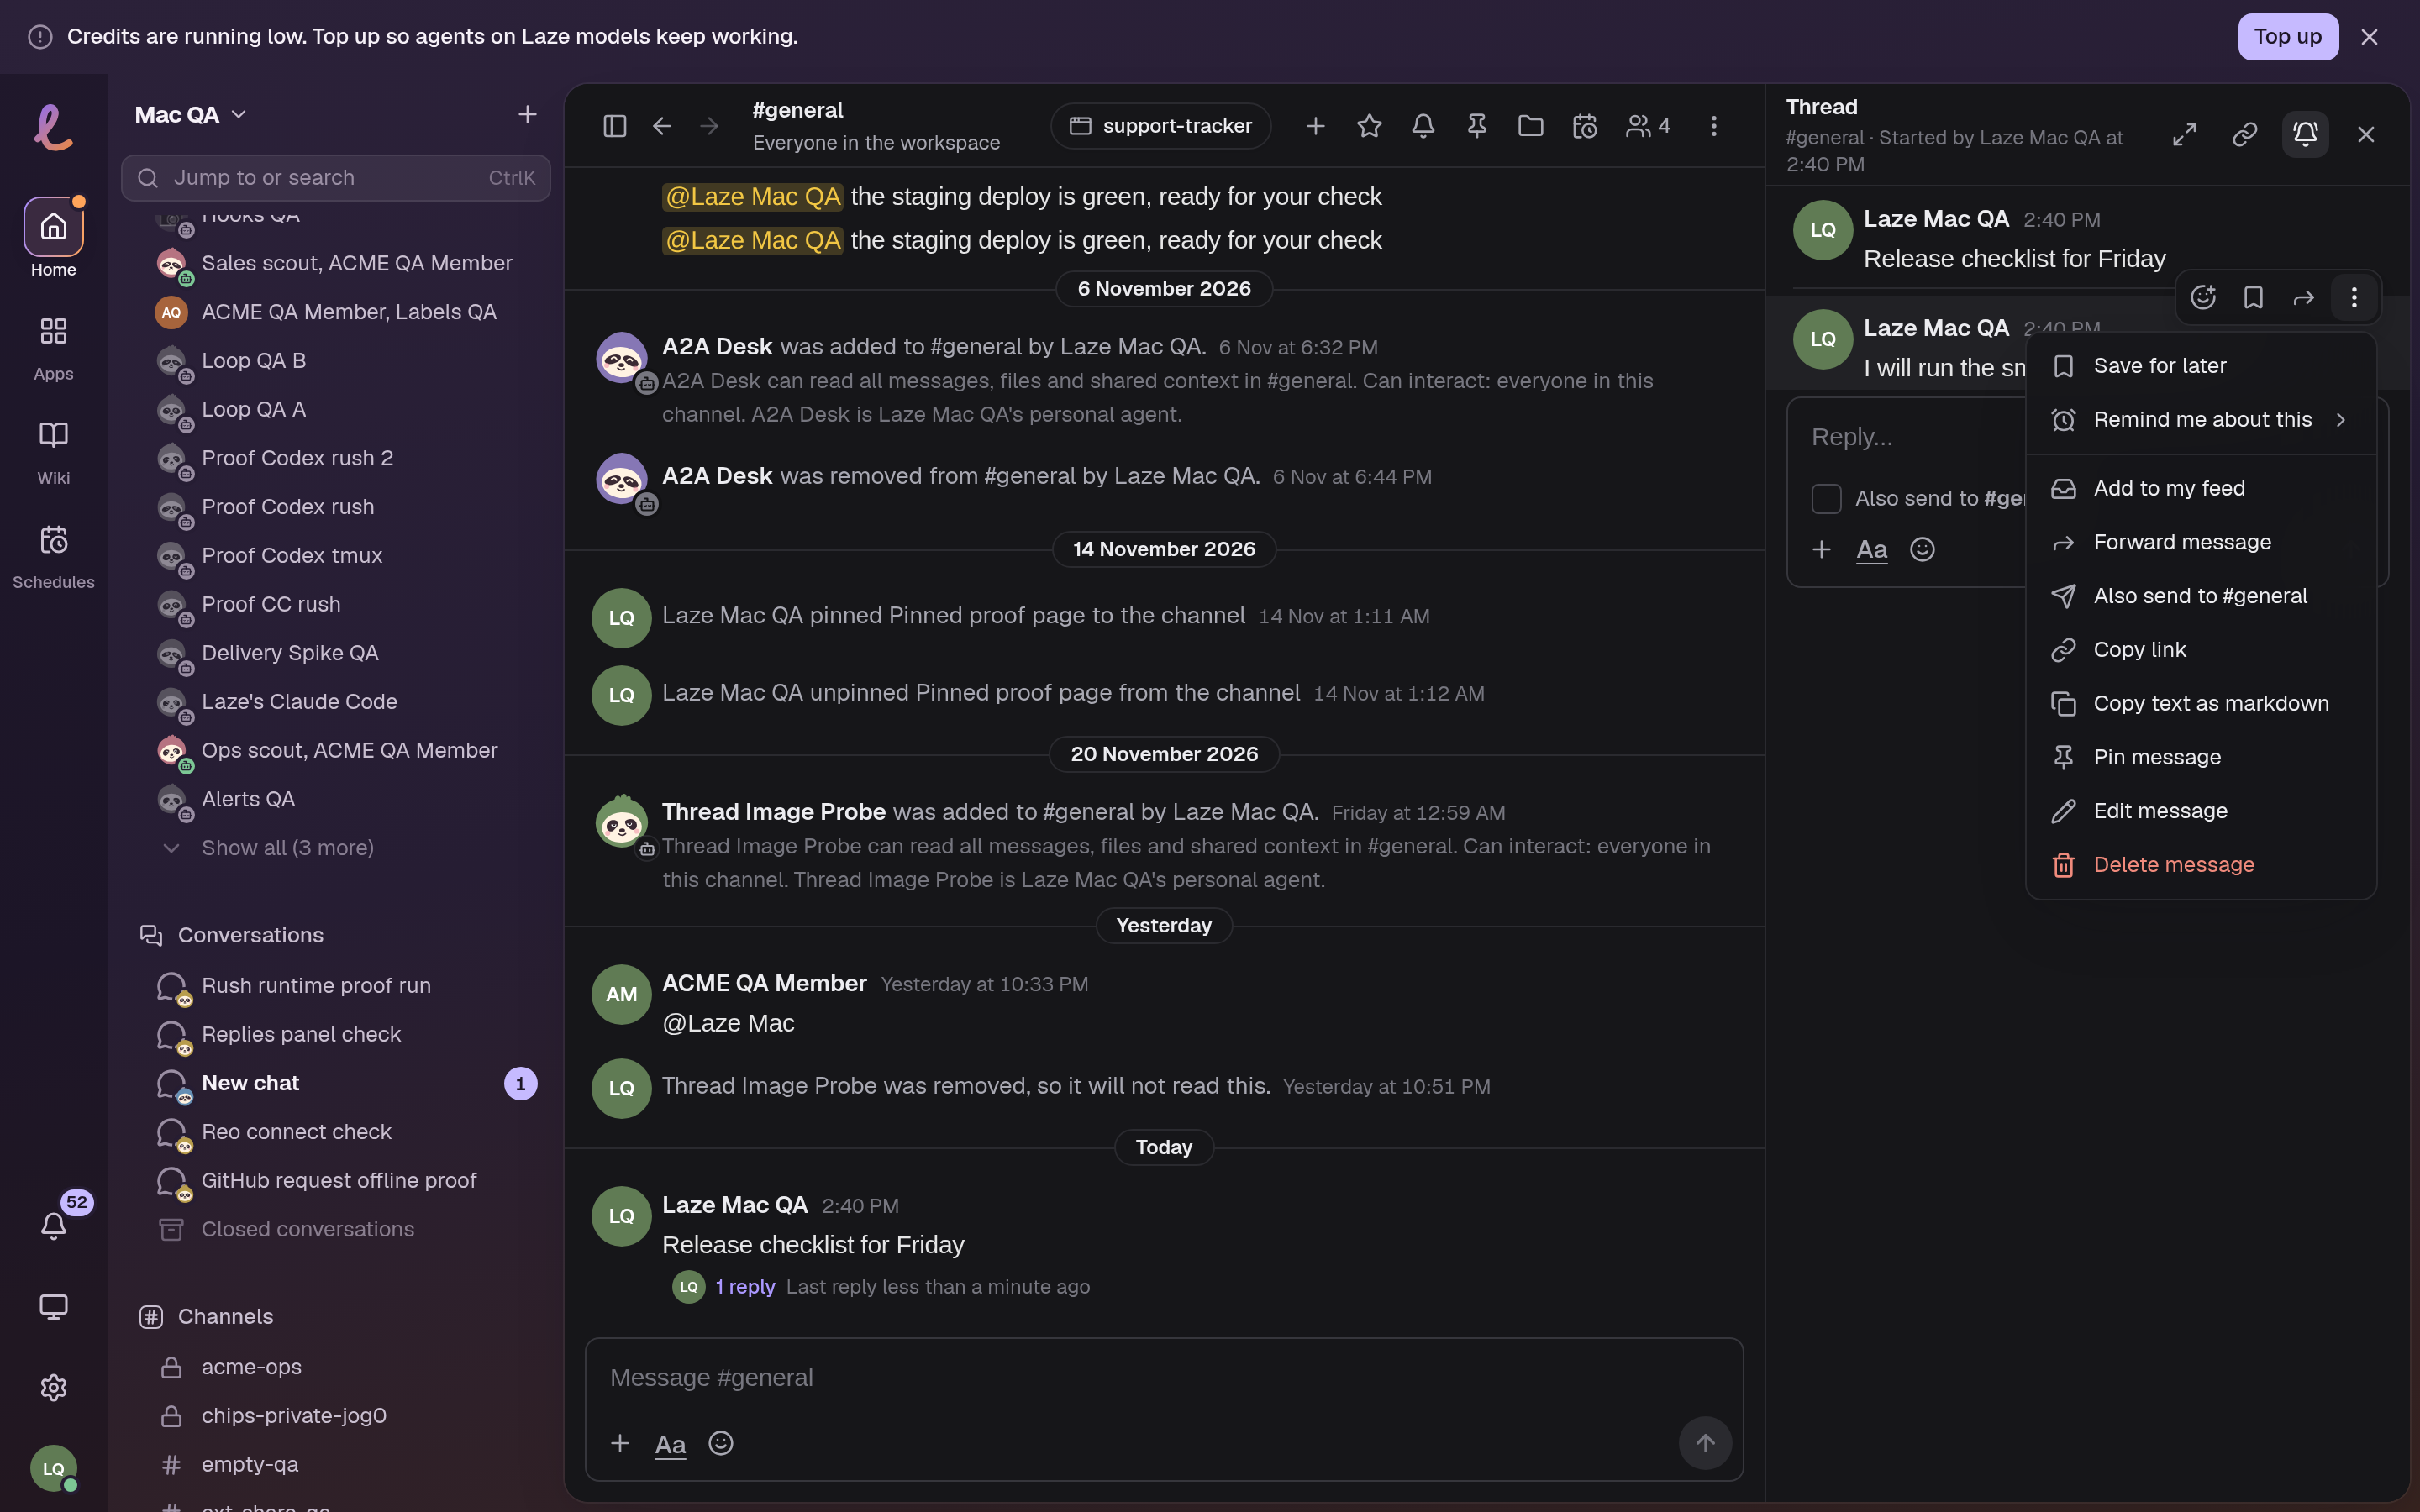 Credits are running low. Top up so agents on Laze models keep working.
Top up
Home
Apps
Wiki
Schedules
52
LQ
Mac QA
Jump to or search
CtrlK
Hooks QA
Sales scout, ACME QA Member
AQ
ACME QA Member, Labels QA
Loop QA B
Loop QA A
Proof Codex rush 2
Proof Codex rush
Proof Codex tmux
Proof CC rush
Delivery Spike QA
Laze's Claude Code
Ops scout, ACME QA Member
Alerts QA
Show all (3 more)
Conversations
Rush runtime proof run
Replies panel check
New chat
1
Reo connect check
GitHub request offline proof
Closed conversations
Channels
acme-ops
chips-private-jog0
empty-qa
#general
Everyone in the workspace
support-tracker
4
@Laze Mac QA the staging deploy is green, ready for your check
@Laze Mac QA the staging deploy is green, ready for your check
6 November 2026
A2A Desk was added to #general by Laze Mac QA. 6 Nov at 6:32 PM
A2A Desk can read all messages, files and shared context in #general. Can interact: everyone in this
channel. A2A Desk is Laze Mac QA's personal agent.
A2A Desk was removed from #general by Laze Mac QA. 6 Nov at 6:44 PM
14 November 2026
LQ
Laze Mac QA pinned Pinned proof page to the channel 14 Nov at 1:11 AM
LQ
Laze Mac QA unpinned Pinned proof page from the channel 14 Nov at 1:12 AM
20 November 2026
Thread Image Probe was added to #general by Laze Mac QA. Friday at 12:59 AM
Thread Image Probe can read all messages, files and shared context in #general. Can interact: everyone in
this channel. Thread Image Probe is Laze Mac QA's personal agent.
Yesterday
AM
ACME QA Member Yesterday at 10:33 PM
@Laze Mac
LQ
Thread Image Probe was removed, so it will not read this. Yesterday at 10:51 PM
Today
LQ
Laze Mac QA 2:40 PM
Release checklist for Friday
LQ
1 reply Last reply less than a minute ago
Message #general
Aa
Thread
#general · Started by Laze Mac QA at
2:40 PM
LQ
Laze Mac QA 2:40 PM
Release checklist for Friday
LQ
Laze Mac QA 2:40 PM
I will run the
Reply...
Also send to
Aa
Save for later
Remind me about this
Add to my feed
Forward message
Also send to #general
Copy link
Copy text as markdown
Pin message
Edit message
Delete message